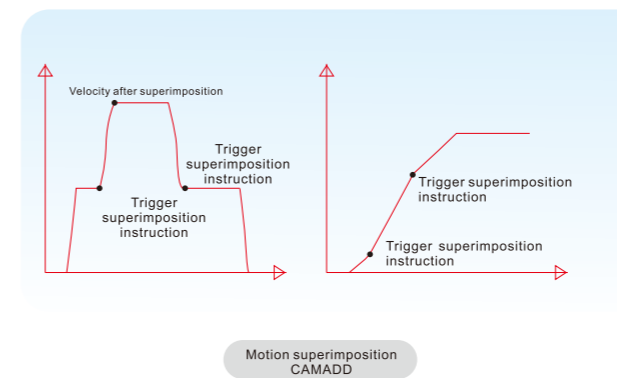 Velocity after superimposition
Trigger
superimposition
instruction
Trigger
superimposition
instruction
Trigger superimposition
instruction
Trigger superimposition
instruction
Motion superimposition
CAMADD